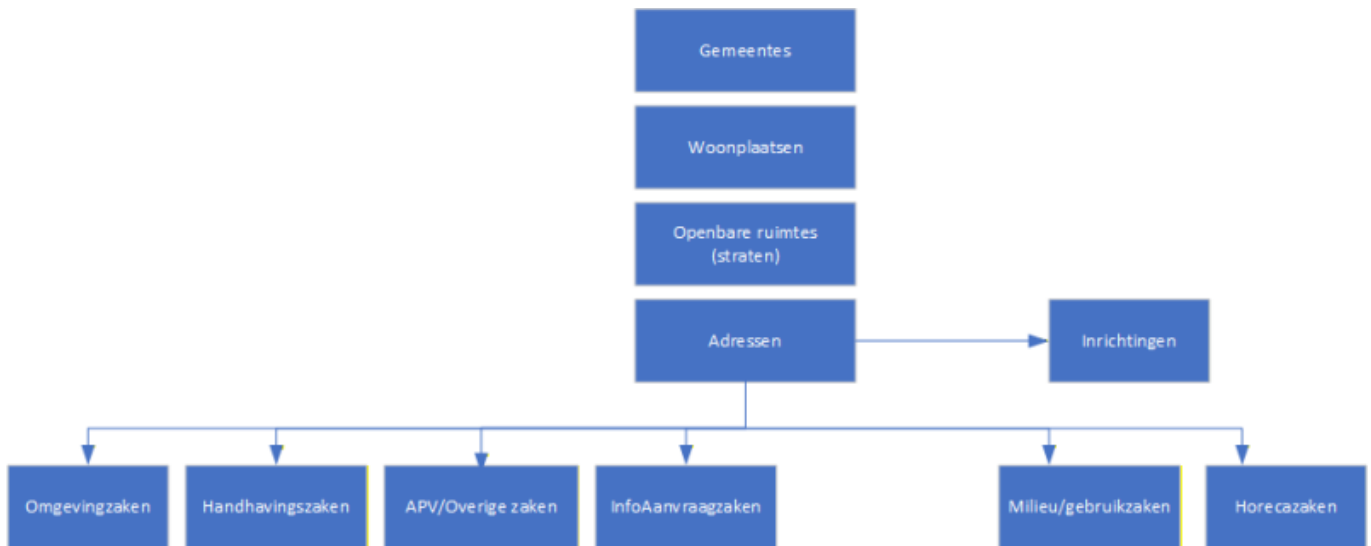 Gemeentes
Woonplaatsen
Openbare ruimtes
(straten)
Adressen
Inrichtingen
Omgevingzaken
Handhavingszaken
APV/Overige zaken
InfoAanvraagzaken
Milieu/gebruikzaken
Horecazaken